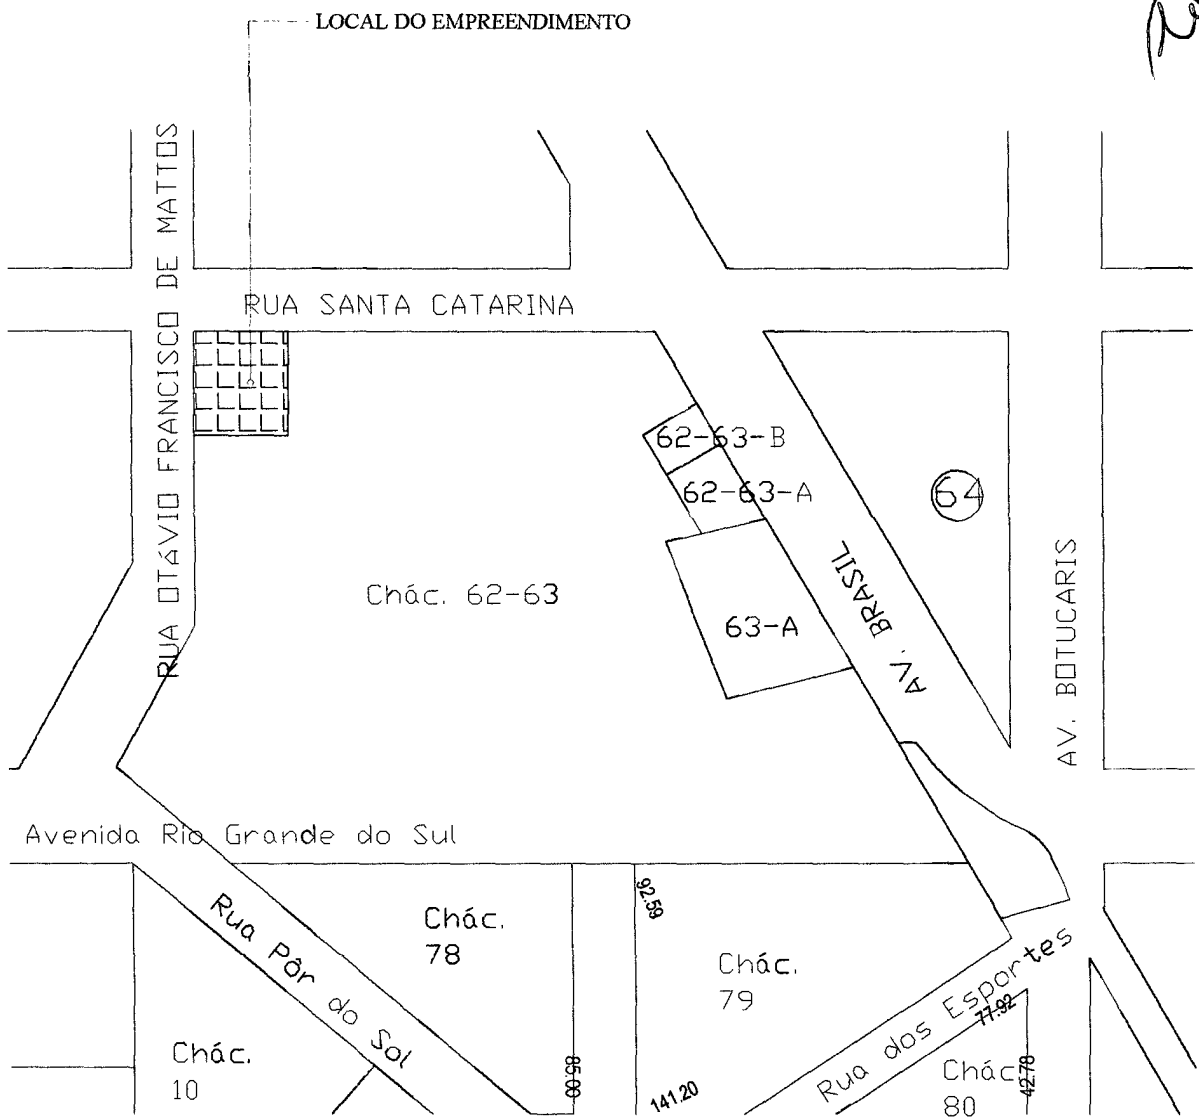 LOCAL DO EMPREENDIMENTO
RUA OTÁVIO FRANCISCO DE MATTOS
RUA SANTA CATARINA
62-63-B
62-63-A
64
Chác. 62-63
63-A
AV. BRASIL
AV. BOTUCARIS
Avenida Rio Grande do Sul
92.59
Rua Pôr do Sol
Chác.
78
Chác.
79
Rua dos Esportes
77.92
Chác.
10
85.00
141.20
Chác.
80
42.78